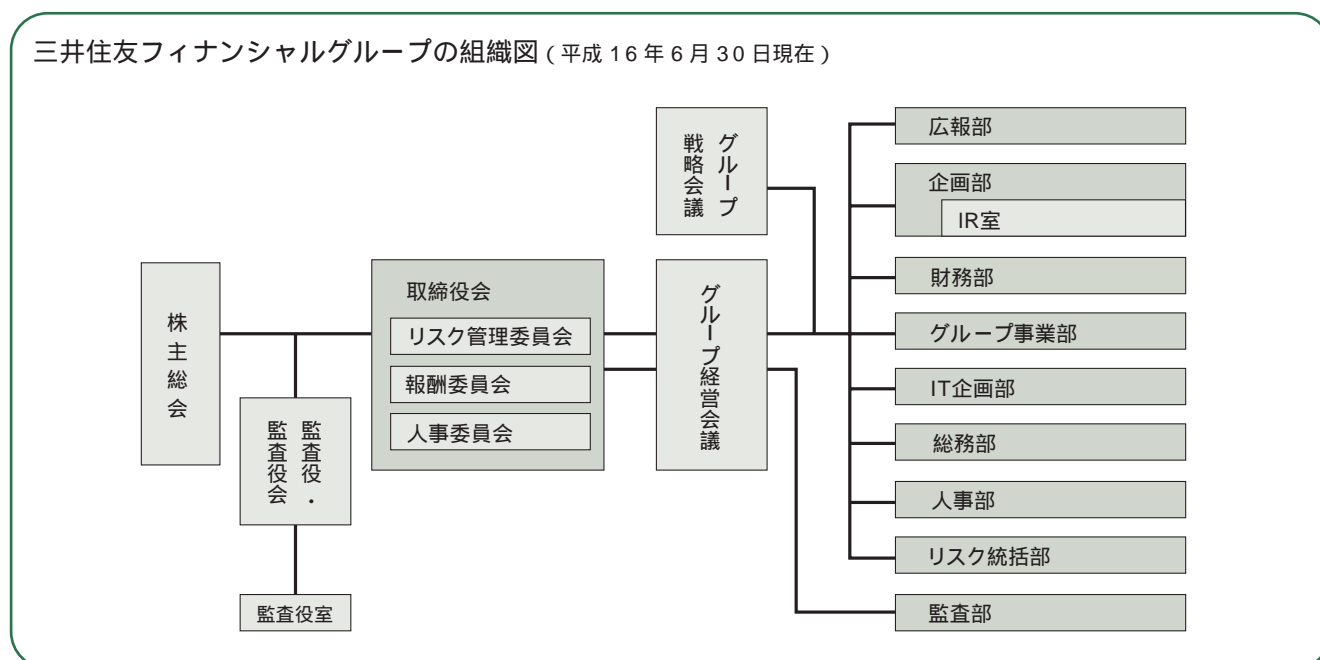 三井住友フィナンシャルグループの組織図（平成16年6月30日現在）
株主総会
監査役・
監査役会
監査役室
取締役会
リスク管理委員会
報酬委員会
人事委員会
グループ
戦略会議
グループ経営会議
広報部
企画部
IR室
財務部
グループ事業部
IT企画部
総務部
人事部
リスク統括部
監査部